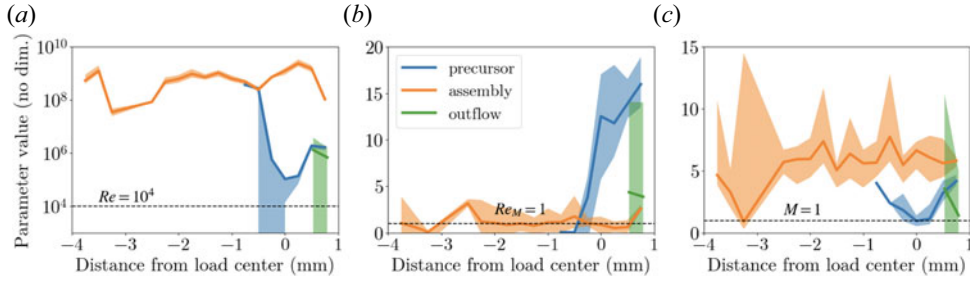 (a)
(b)
(c)
Parameter value (no dim.)
10^10
10^8
10^6
10^4
Re = 10^4
−4
−3
−2
−1
0
1
Distance from load center (mm)
20
15
10
5
0
precursor
assembly
outflow
Re_M = 1
−4
−3
−2
−1
0
1
Distance from load center (mm)
15
10
5
0
M = 1
−4
−3
−2
−1
0
1
Distance from load center (mm)